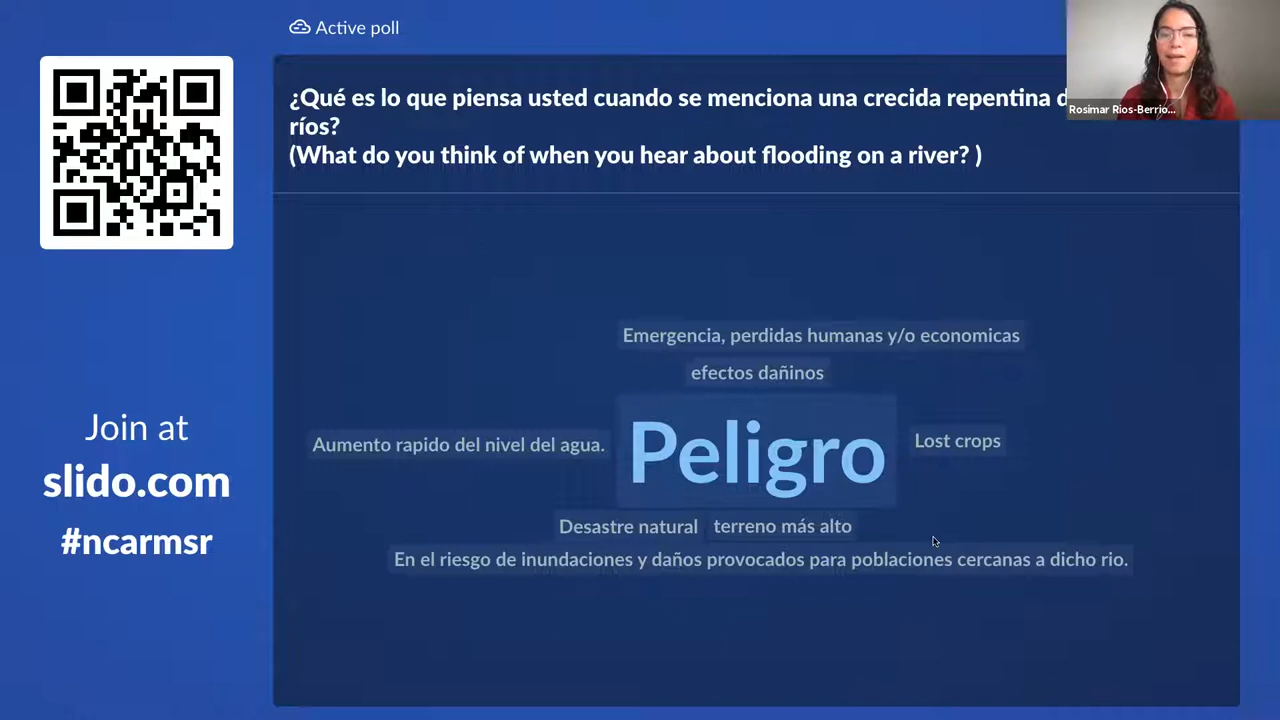 Active poll
¿Qué es lo que piensa usted cuando se menciona una crecida repentina d
ríos?
(What do you think of when you hear about flooding on a river? )
Rosimar Rios-Berrio...
Emergencia, perdidas humanas y/o economicas
efectos dañinos
Aumento rapido del nivel del agua.
Peligro
Lost crops
Desastre natural
terreno más alto
En el riesgo de inundaciones y daños provocados para poblaciones cercanas a dicho rio.
Join at
slido.com
#ncarmsr